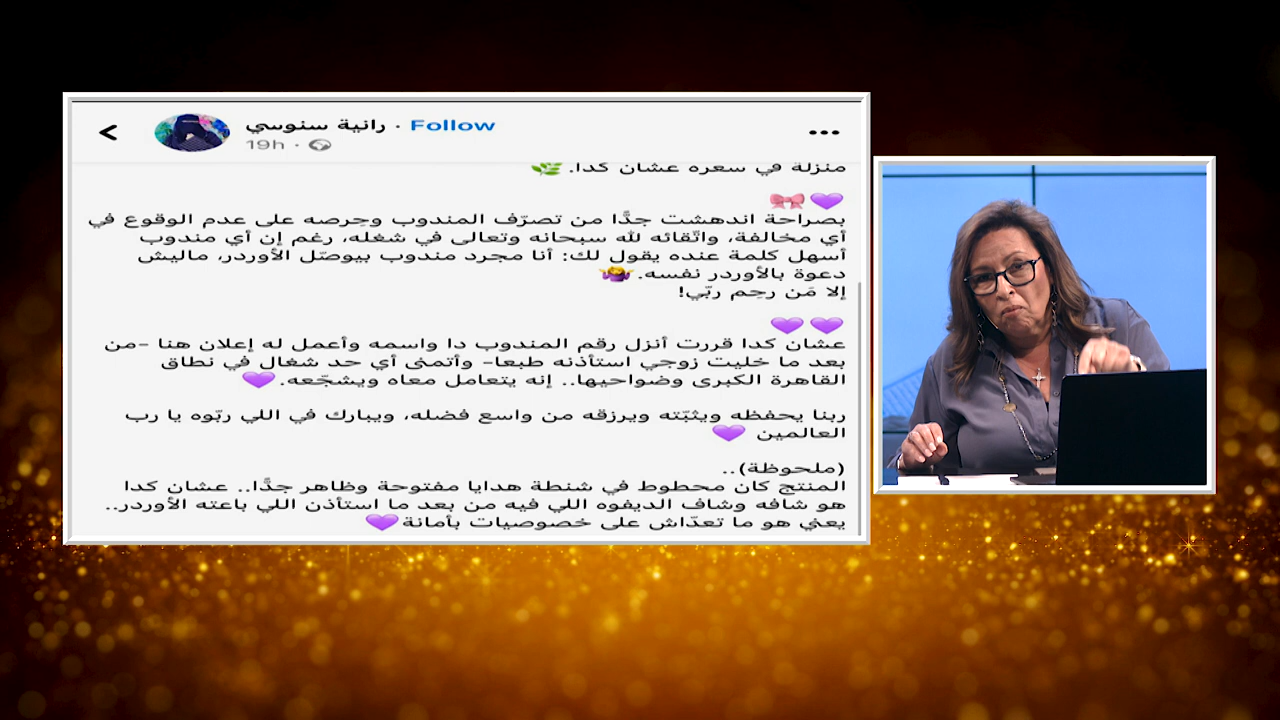 رانية سنوسي · Follow
19h ·
منزلة في سعره عشان كدا. 🌿
💜🎀
بصراحة اندهشت جدًّا من تصرّف المندوب وحِرصه على عدم الوقوع في
أي مخالفة، واتّقائه لله سبحانه وتعالى في شغله، رغم إن أي مندوب
أسهل كلمة عنده يقول لك: أنا مجرد مندوب بيوصّل الأوردر، ماليش
دعوة بالأوردر نفسه. 🤷‍♀️
إلا مَن رحِم ربّي!
💜💜
عشان كدا قررت أنزل رقم المندوب دا واسمه وأعمل له إعلان هنا -من
بعد ما خليت زوجي استأذنه طبعا- وأتمنى أي حد شغال في نطاق
القاهرة الكبرى وضواحيها.. إنه يتعامل معاه ويشجّعه. 💜
ربنا يحفظه ويثبّته ويرزقه من واسع فضله، ويبارك في اللي ربّوه يا رب
العالمين 💜
(ملحوظة)..
المنتج كان محطوط في شنطة هدايا مفتوحة وظاهر جدًّا.. عشان كدا
هو شافه وشاف الديفوه اللي فيه من بعد ما استأذن اللي باعته الأوردر..
يعني هو ما تعدّاش على خصوصيات بأمانة 💜